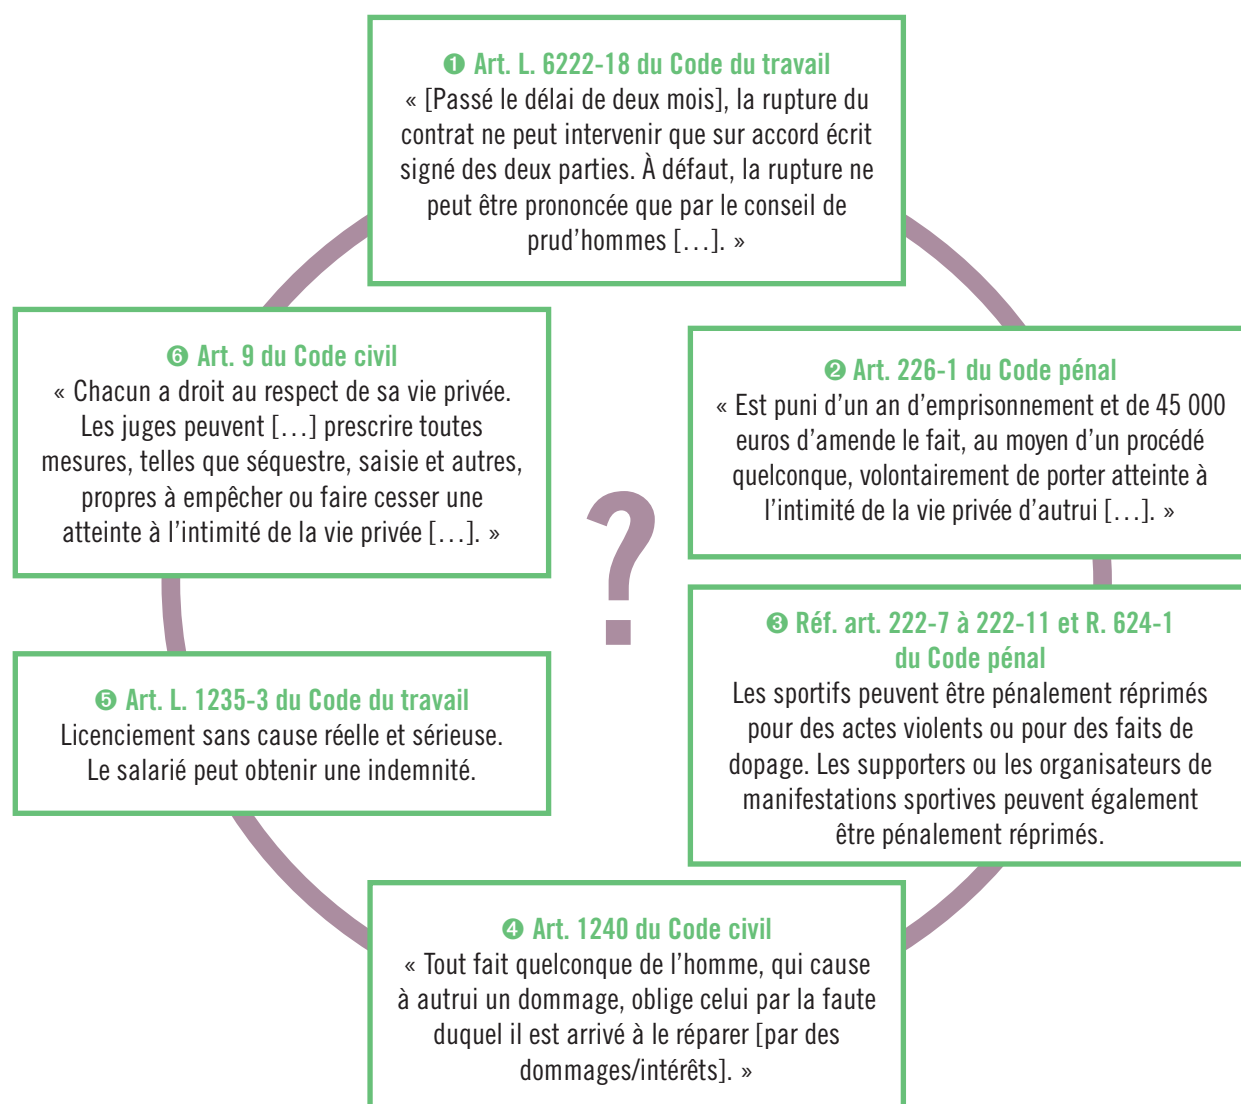 ❶ Art. L. 6222-18 du Code du travail
« [Passé le délai de deux mois], la rupture du
contrat ne peut intervenir que sur accord écrit
signé des deux parties. À défaut, la rupture ne
peut être prononcée que par le conseil de
prud’hommes […]. »
❷ Art. 226-1 du Code pénal
« Est puni d’un an d’emprisonnement et de 45 000
euros d’amende le fait, au moyen d’un procédé
quelconque, volontairement de porter atteinte à
l’intimité de la vie privée d’autrui […]. »
❸ Réf. art. 222-7 à 222-11 et R. 624-1
du Code pénal
Les sportifs peuvent être pénalement réprimés
pour des actes violents ou pour des faits de
dopage. Les supporters ou les organisateurs de
manifestations sportives peuvent également
être pénalement réprimés.
❹ Art. 1240 du Code civil
« Tout fait quelconque de l’homme, qui cause
à autrui un dommage, oblige celui par la faute
duquel il est arrivé à le réparer [par des
dommages/intérêts]. »
❺ Art. L. 1235-3 du Code du travail
Licenciement sans cause réelle et sérieuse.
Le salarié peut obtenir une indemnité.
❻ Art. 9 du Code civil
« Chacun a droit au respect de sa vie privée.
Les juges peuvent […] prescrire toutes
mesures, telles que séquestre, saisie et autres,
propres à empêcher ou faire cesser une
atteinte à l’intimité de la vie privée […]. »
?